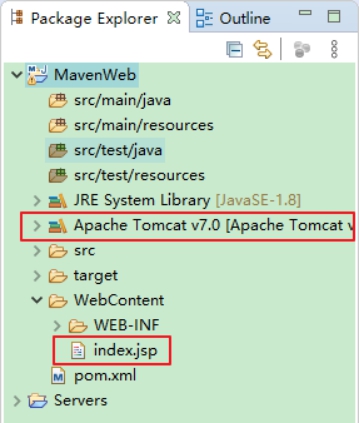 Package Explorer Outline
MavenWeb
src/main/java
src/main/resources
src/test/java
src/test/resources
JRE System Library [JavaSE-1.8]
Apache Tomcat v7.0 [Apache Tomcat v
src
target
WebContent
WEB-INF
index.jsp
M pom.xml
Servers